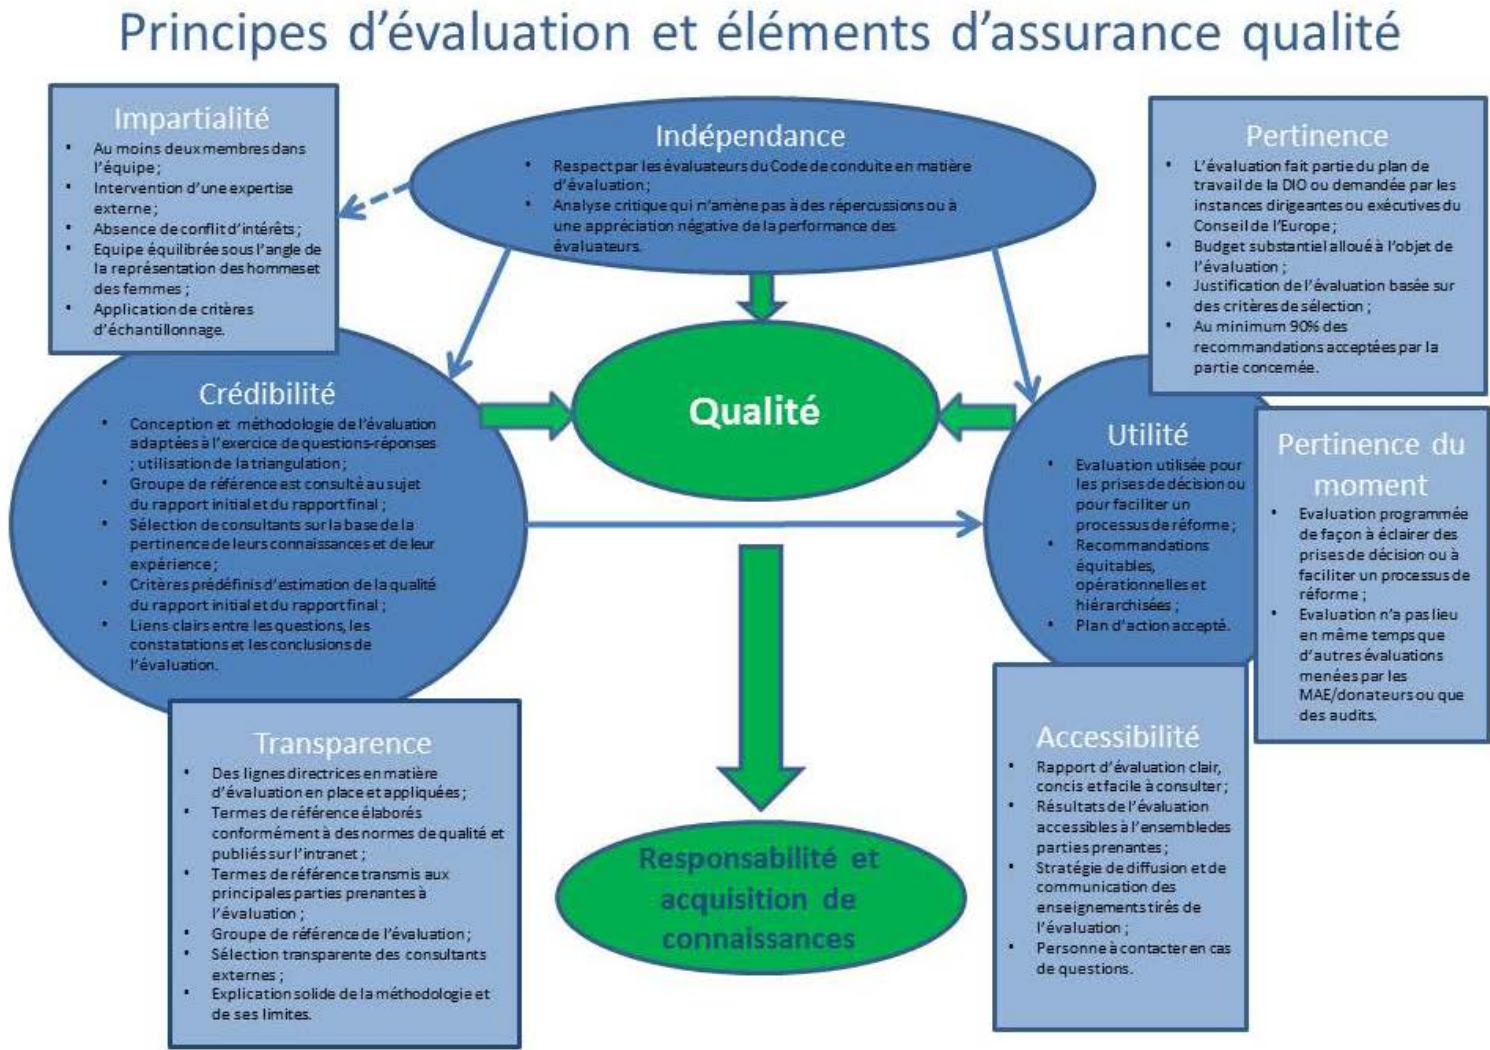 Principes d'évaluation et éléments d'assurance qualité
Impartialité
• Au moins deux membres dans
l'équipe ;
• Intervention d'une expertise
externe ;
• Absence de conflit d'intérêts ;
• Equipe équilibrée sous l'angle de
la représentation des hommes et
des femmes ;
• Application de critères
d'échantillonnage.
Indépendance
• Respect par les évaluateurs du Code de conduite en matière
d'évaluation ;
• Analyse critique qui n'amène pas à des répercussions ou à
une appréciation négative de la performance des
évaluateurs.
Pertinence
• L'évaluation fait partie du plan de
travail de la DIO ou demandée par les
instances dirigeantes ou exécutives du
Conseil de l'Europe ;
• Budget substantiel alloué à l'objet de
l'évaluation ;
• Justification de l'évaluation basée sur
des critères de sélection ;
• Au minimum 90% des
recommandations acceptées par la
partie concernée.
Crédibilité
• Conception et méthodologie de l'évaluation
adaptées à l'exercice de questions-réponses
; utilisation de la triangulation ;
• Groupe de référence est consulté au sujet
du rapport initial et du rapport final ;
• Sélection de consultants sur la base de la
pertinence de leurs connaissances et de leur
expérience ;
• Critères prédéfinis d'estimation de la qualité
du rapport initial et du rapport final ;
• Liens clairs entre les questions, les
constatations et les conclusions de
l'évaluation.
Qualité
Utilité
• Evaluation utilisée pour
les prises de décision ou
pour faciliter un
processus de réforme ;
• Recommandations
équitables,
opérationnelles et
hiérarchisées ;
• Plan d'action accepté.
Pertinence du
moment
• Evaluation programmée
de façon à éclairer des
prises de décision ou à
faciliter un processus de
réforme ;
• Evaluation n'a pas lieu
en même temps que
d'autres évaluations
menées par les
MAE/donateurs ou que
des audits.
Transparence
• Des lignes directrices en matière
d'évaluation en place et appliquées ;
• Termes de référence élaborés
conformément à des normes de qualité et
publiés sur l'intranet ;
• Termes de référence transmis aux
principales parties prenantes à
l'évaluation ;
• Groupe de référence de l'évaluation ;
• Sélection transparente des consultants
externes ;
• Explication solide de la méthodologie et
de ses limites.
Responsabilité et
acquisition de
connaissances
Accessibilité
• Rapport d'évaluation clair,
concis et facile à consulter ;
• Résultats de l'évaluation
accessibles à l'ensemble des
parties prenantes ;
• Stratégie de diffusion et de
communication des
enseignements tirés de
l'évaluation ;
• Personne à contacter en cas
de questions.